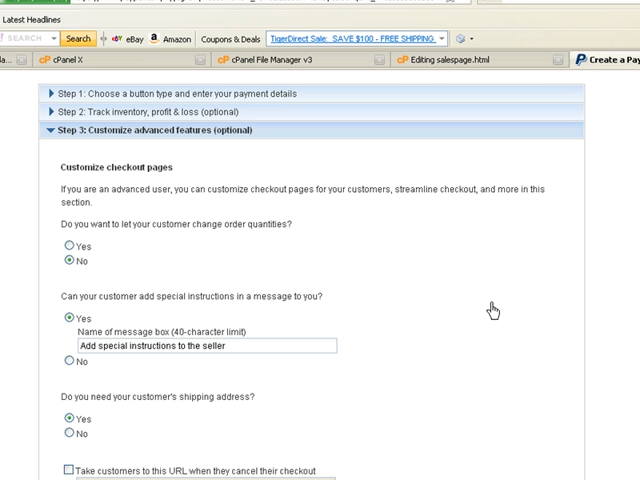 Latest Headlines
SEARCH Search eBay Amazon Coupons & Deals TigerDirect Sale: SAVE $100 - FREE SHIPPING
cPanel X cPanel File Manager v3 Editing salespage.html Create a Pay
Step 1: Choose a button type and enter your payment details
Step 2: Track inventory, profit & loss (optional)
Step 3: Customize advanced features (optional)
Customize checkout pages
If you are an advanced user, you can customize checkout pages for your customers, streamline checkout, and more in this
section.
Do you want to let your customer change order quantities?
Yes
No
Can your customer add special instructions in a message to you?
Yes
Name of message box (40-character limit)
Add special instructions to the seller
No
Do you need your customer's shipping address?
Yes
No
Take customers to this URL when they cancel their checkout